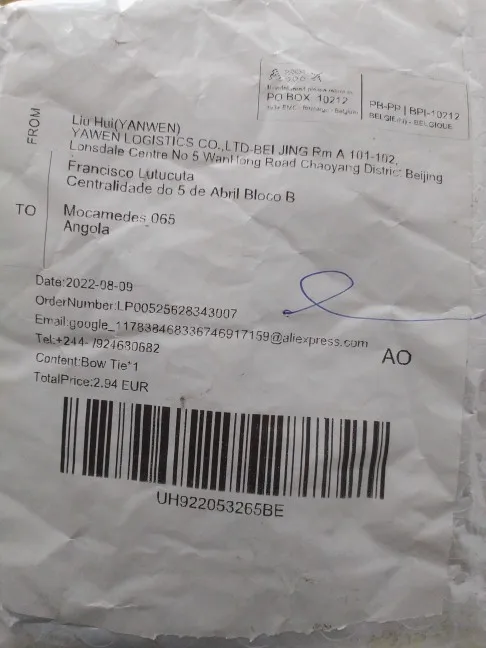 PO BOX 10212
PB-PP | BPI-10212
BELGIE(N) - BELGIQUE
FROM
Liu Hui(YANWEN)
YAWEN LOGISTICS CO.,LTD-BEI JING Rm A 101-102,
Lonsdale Centre No 5 WanHong Road Chaoyang District Beijing
TO
Francisco Lutucuta
Centralidade do 5 de Abril Bloco B
Mocamedes 065
Angola
Date:2022-08-09
OrderNumber:LP00525628343007
Email:google_117838468336746917159@aliexpress.com
Tel:+244- /924680682
AO
Content:Bow Tie*1
TotalPrice:2.94 EUR
UH922053265BE